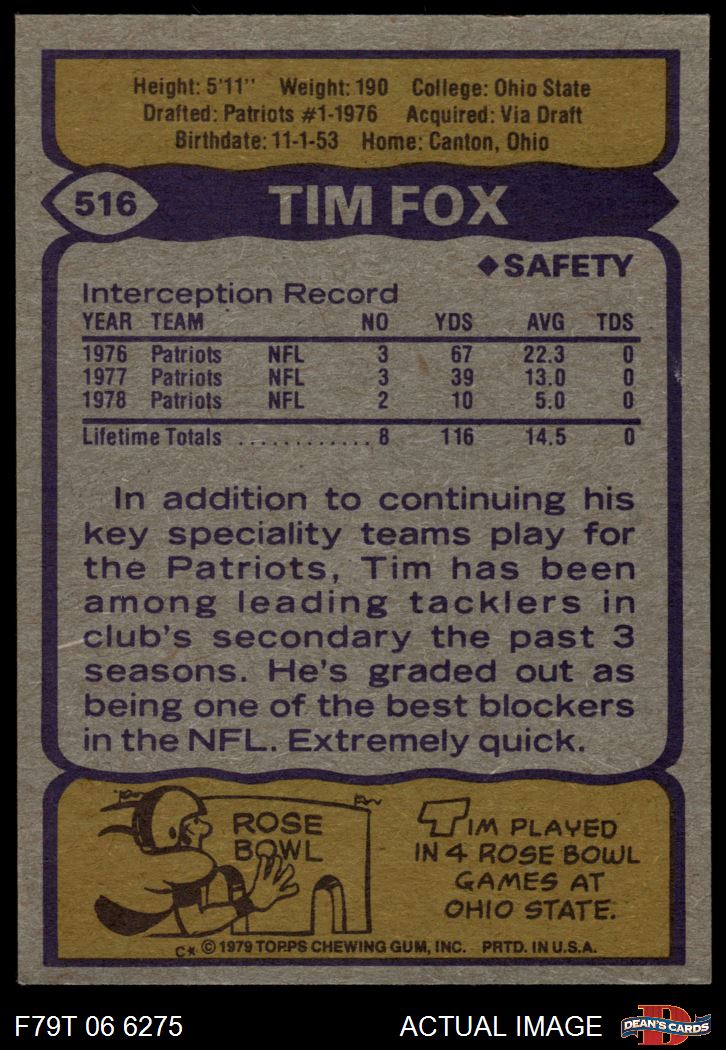 Height: 5'11" Weight: 190 College: Ohio State
Drafted: Patriots #1-1976 Acquired: Via Draft
Birthdate: 11-1-53 Home: Canton, Ohio
516 TIM FOX
◆SAFETY
Interception Record
YEAR TEAM NO YDS AVG TDS
1976 Patriots NFL 3 67 22.3 0
1977 Patriots NFL 3 39 13.0 0
1978 Patriots NFL 2 10 5.0 0
Lifetime Totals ............ 8 116 14.5 0
In addition to continuing his
key speciality teams play for
the Patriots, Tim has been
among leading tacklers in
club's secondary the past 3
seasons. He's graded out as
being one of the best blockers
in the NFL. Extremely quick.
ROSE
BOWL
TIM PLAYED
IN 4 ROSE BOWL
GAMES AT
OHIO STATE.
C* © 1979 TOPPS CHEWING GUM, INC. PRTD. IN U.S.A.
F79T 06 6275 ACTUAL IMAGE D DEAN'S CARDS